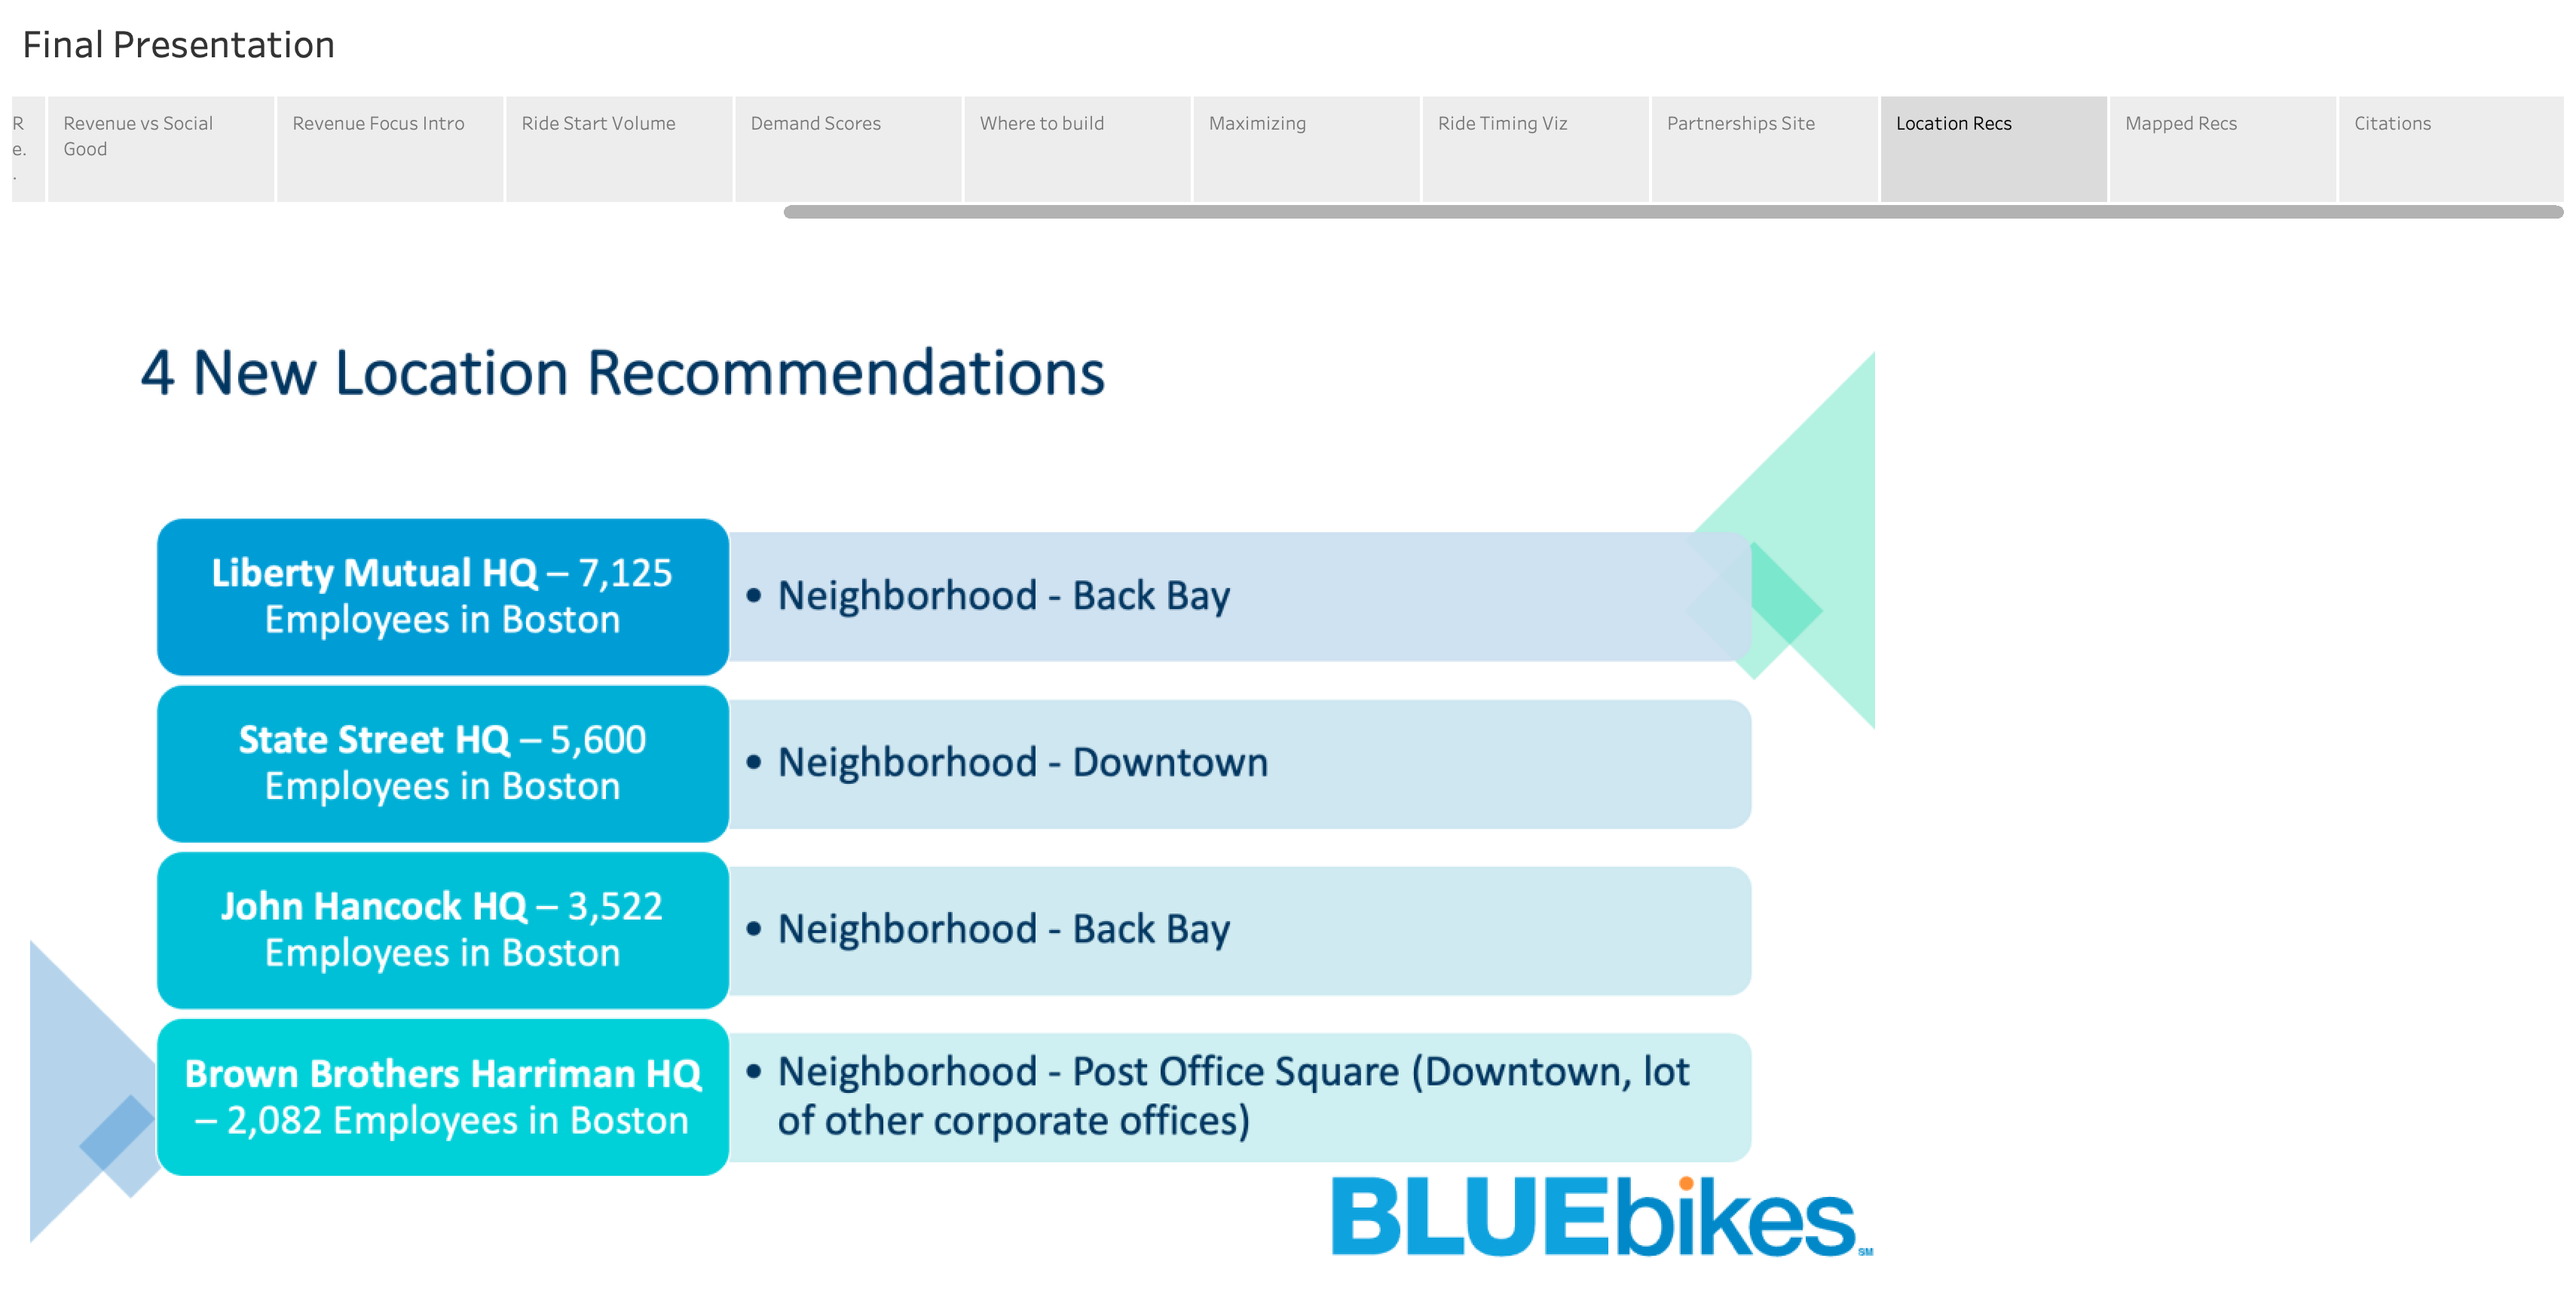 Final Presentation
R
e.
.
Revenue vs Social
Good
Revenue Focus Intro
Ride Start Volume
Demand Scores
Where to build
Maximizing
Ride Timing Viz
Partnerships Site
Location Recs
Mapped Recs
Citations
4 New Location Recommendations
Liberty Mutual HQ – 7,125
Employees in Boston
• Neighborhood - Back Bay
State Street HQ – 5,600
Employees in Boston
• Neighborhood - Downtown
John Hancock HQ – 3,522
Employees in Boston
• Neighborhood - Back Bay
Brown Brothers Harriman HQ
– 2,082 Employees in Boston
• Neighborhood - Post Office Square (Downtown, lot
of other corporate offices)
BLUEbikes SM